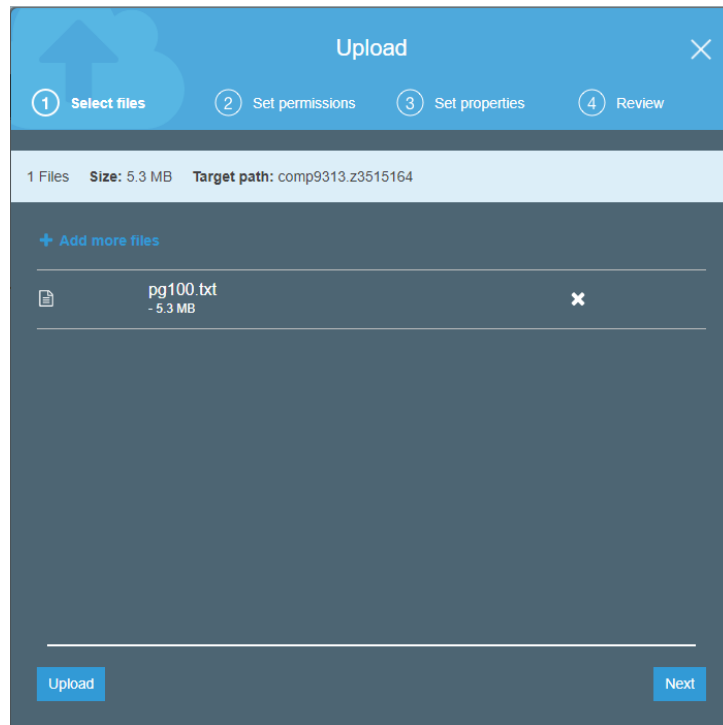 Upload
1 Select files 2 Set permissions 3 Set properties 4 Review
1 Files Size: 5.3 MB Target path: comp9313.z3515164
Add more files
pg100.txt
- 5.3 MB
Upload Next